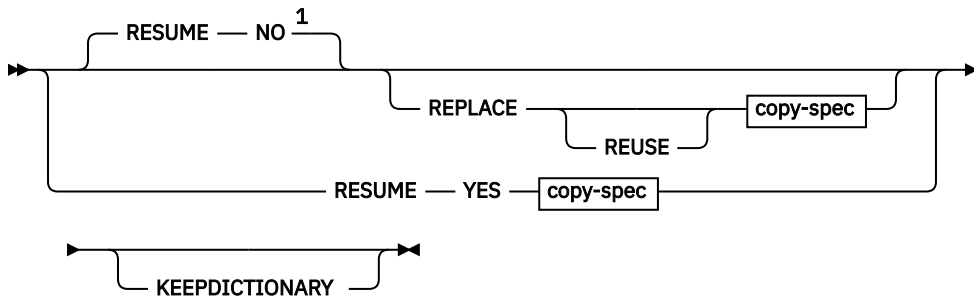 RESUME NO 1
REPLACE copy-spec
REUSE
RESUME YES copy-spec
KEEPDICTIONARY